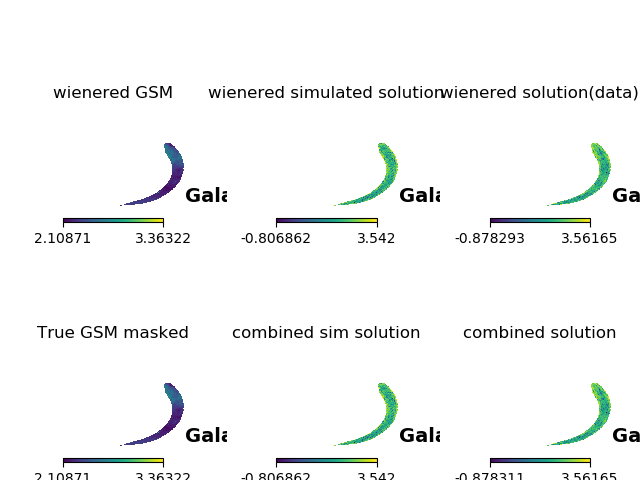 wienered GSM
wienered simulated solution
wienered solution(data)
Gala
Gala
Ga
2.10871 3.36322
-0.806862 3.542
-0.878293 3.56165
True GSM masked
combined sim solution
combined solution
Gala
Gala
Ga
2.10871 3.36322
-0.806862 3.542
-0.878311 3.56165